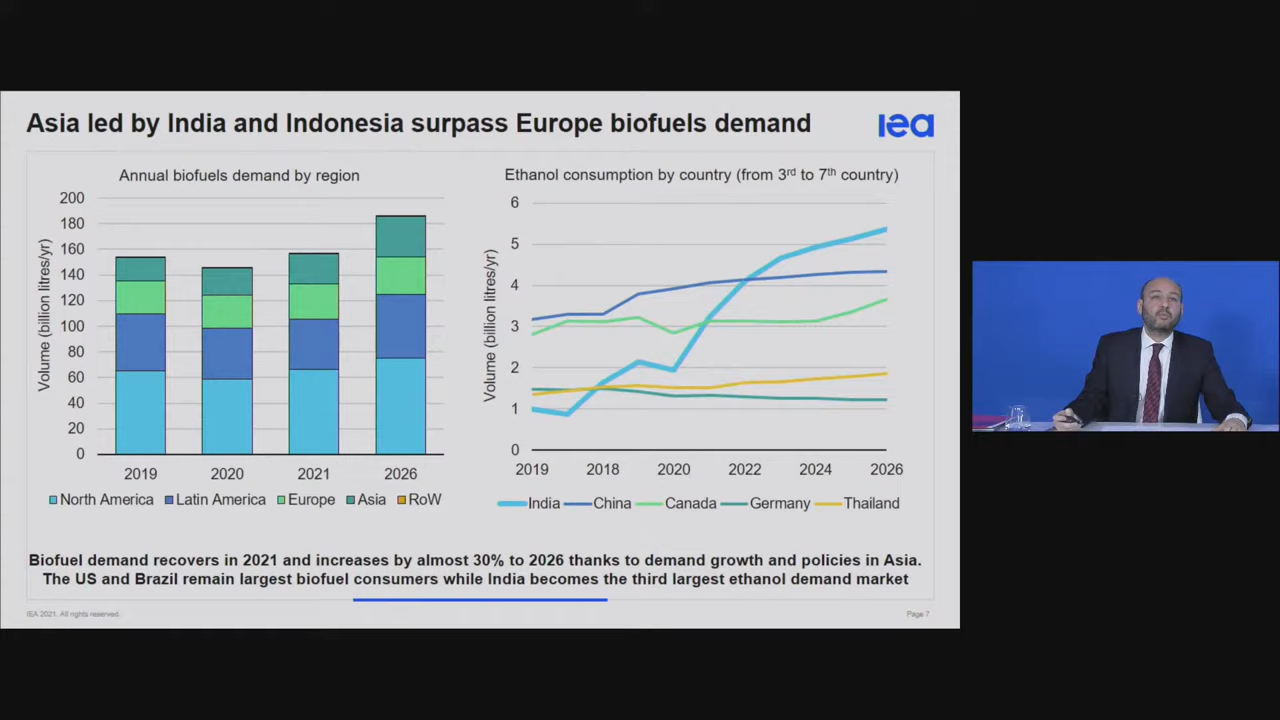 Asia led by India and Indonesia surpass Europe biofuels demand
iea
Annual biofuels demand by region
Volume (billion litres/yr)
200
180
160
140
120
100
80
60
40
20
0
2019 2020 2021 2026
North America Latin America Europe Asia RoW
Ethanol consumption by country (from 3rd to 7th country)
Volume (billion litres/yr)
6
5
4
3
2
1
0
2019 2018 2020 2022 2024 2026
India China Canada Germany Thailand
Biofuel demand recovers in 2021 and increases by almost 30% to 2026 thanks to demand growth and policies in Asia.
The US and Brazil remain largest biofuel consumers while India becomes the third largest ethanol demand market
IEA 2021. All rights reserved.
Page 7